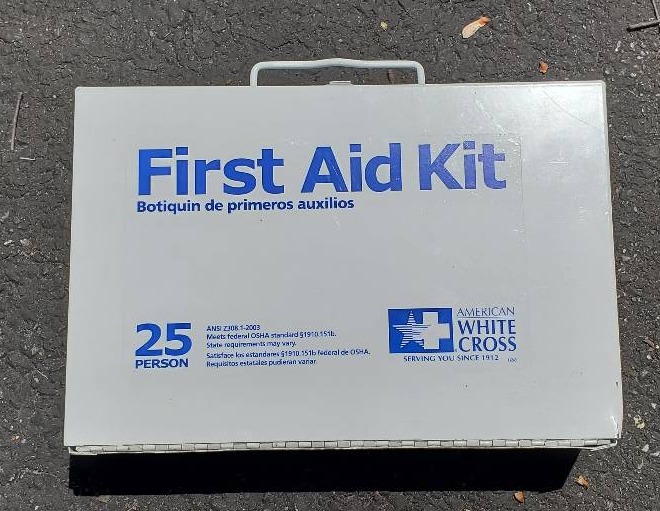 First Aid Kit
Botiquin de primeros auxilios
25
PERSON
ANSI Z308.1-2003
Meets federal OSHA standard §1910.151b.
State requirements may vary.
Satisface los estandares §1910.151b federal de OSHA.
Requisitos estatales pudieran variar.
AMERICAN
WHITE
CROSS
SERVING YOU SINCE 1912